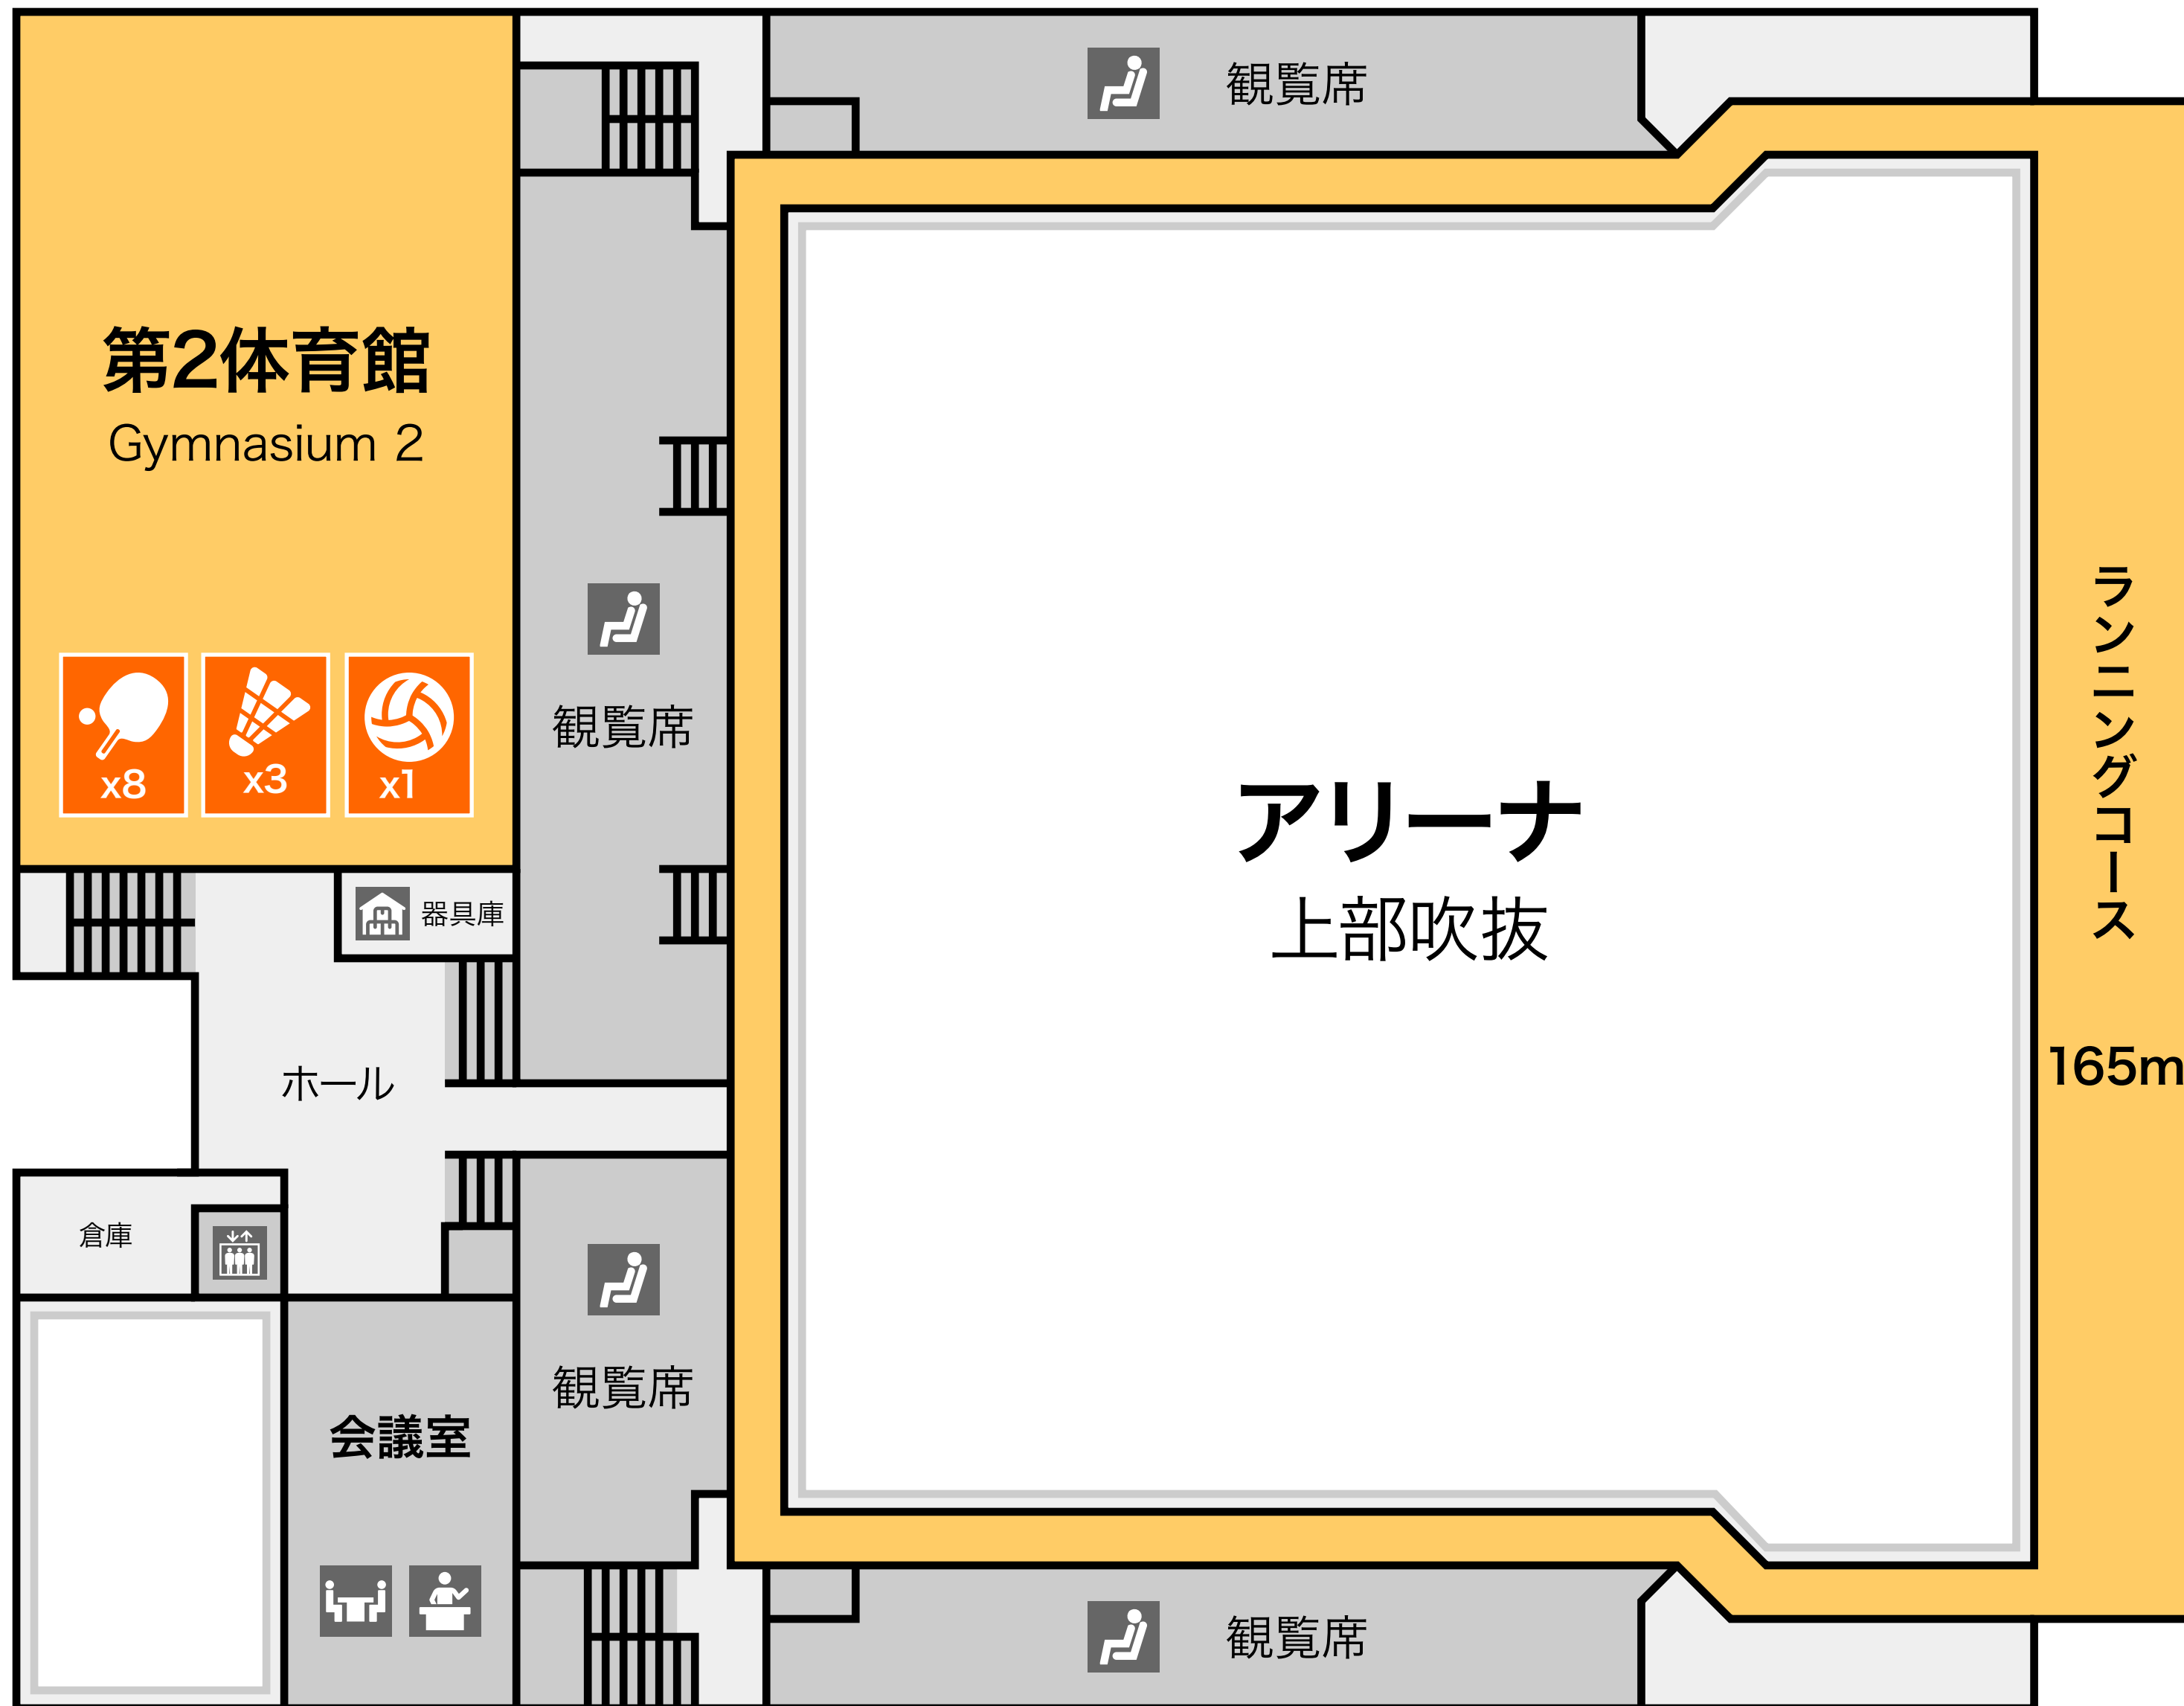 観覧席
第2体育館
Gymnasium 2
x8
x3
x1
観覧席
アリーナ
上部吹抜
ランニングコース
165m
器具庫
ホール
倉庫
観覧席
会議室
観覧席